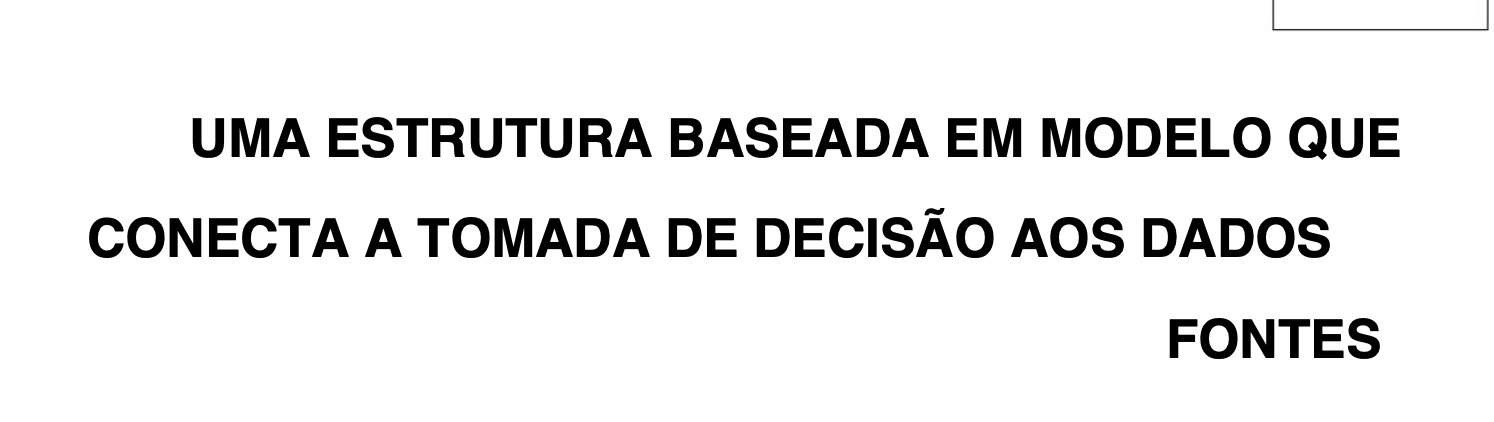 UMA ESTRUTURA BASEADA EM MODELO QUE
CONECTA A TOMADA DE DECISÃO AOS DADOS
FONTES